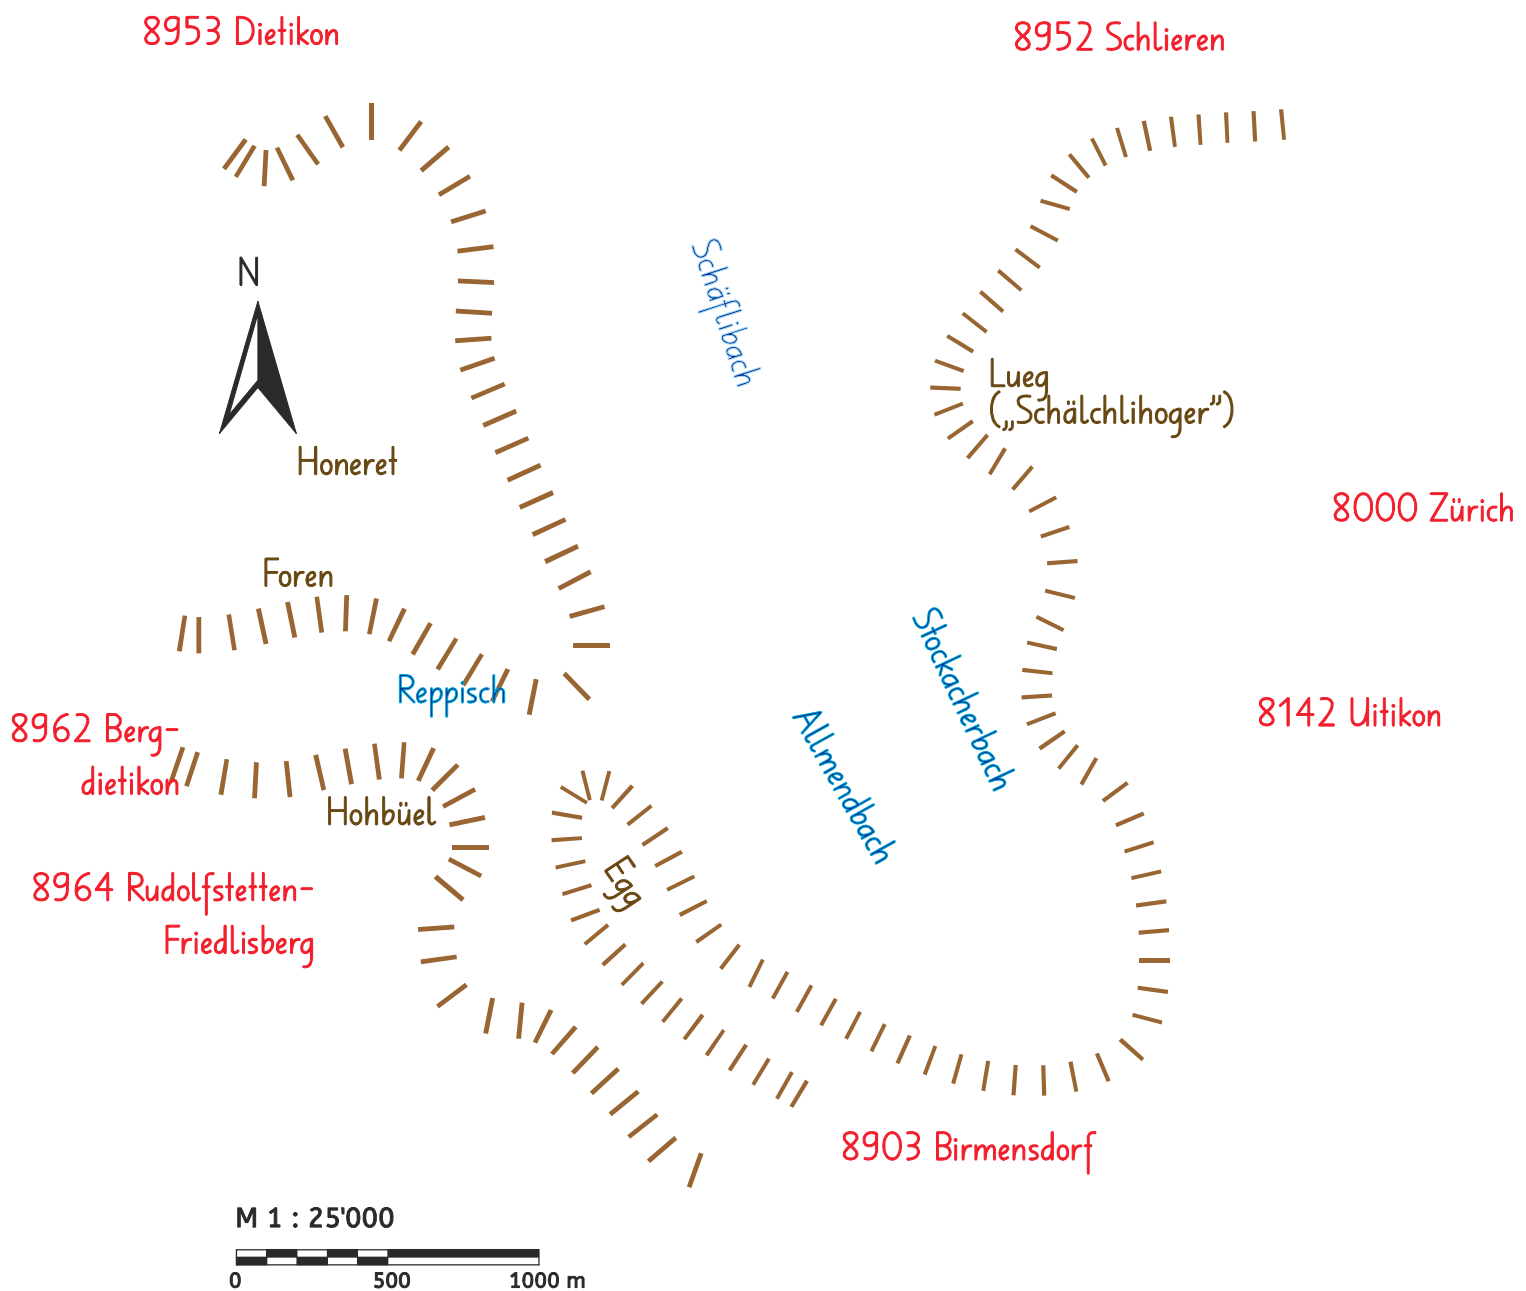 8953 Dietikon
8952 Schlieren
Schäflibach
N
Lueg
(„Schälchlihoger”)
Honeret
8000 Zürich
Foren
Stockacherbach
Reppisch
8142 Uitikon
8962 Berg-
dietikon
Allmendbach
Hohbüel
Egg
8964 Rudolfstetten-
Friedlisberg
8903 Birmensdorf
M 1 : 25'000
0 500 1000 m